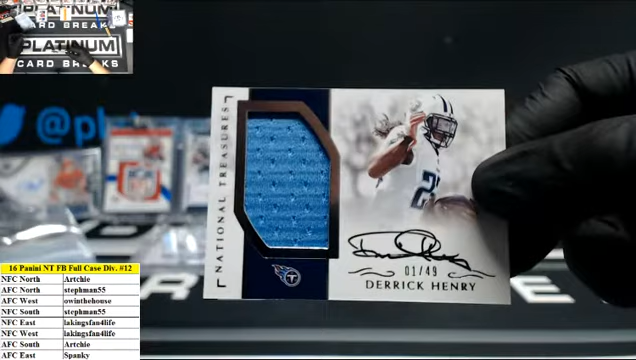 PLATINUM
CARD BREAKS
PLATINUM
CARD BREAKS
@pl
NATIONAL TREASURES
2
01/49
DERRICK HENRY
16 Panini NT FB Full Case Div. #12
NFC North Artchie
AFC North stephman55
AFC West owinthehouse
NFC South stephman55
NFC East lakingsfan4life
NFC West lakingsfan4life
AFC South Artchie
AFC East Spanky